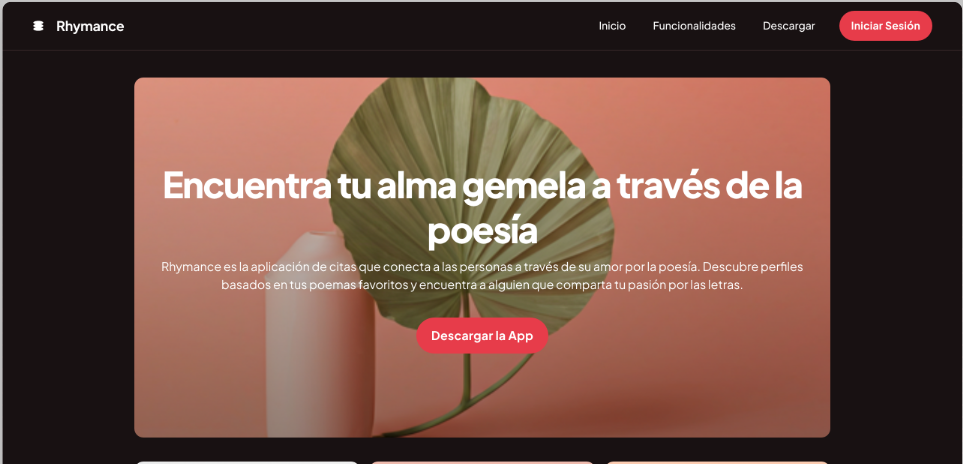 Rhymance
Inicio
Funcionalidades
Descargar
Iniciar Sesión
Encuentra tu alma gemela a través de la
poesía
Rhymance es la aplicación de citas que conecta a las personas a través de su amor por la poesía. Descubre perfiles
basados en tus poemas favoritos y encuentra a alguien que comparta tu pasión por las letras.
Descargar la App